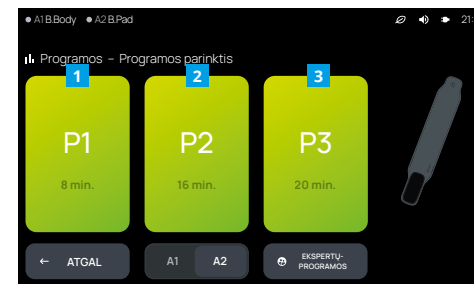 A1 B.Body A2 B.Pad 21:
Programos – Programos parinktis
1 2 3
P1 P2 P3
8 min. 16 min. 20 min.
← ATGAL A1 A2 EKSPERTŲ-
PROGRAMOS